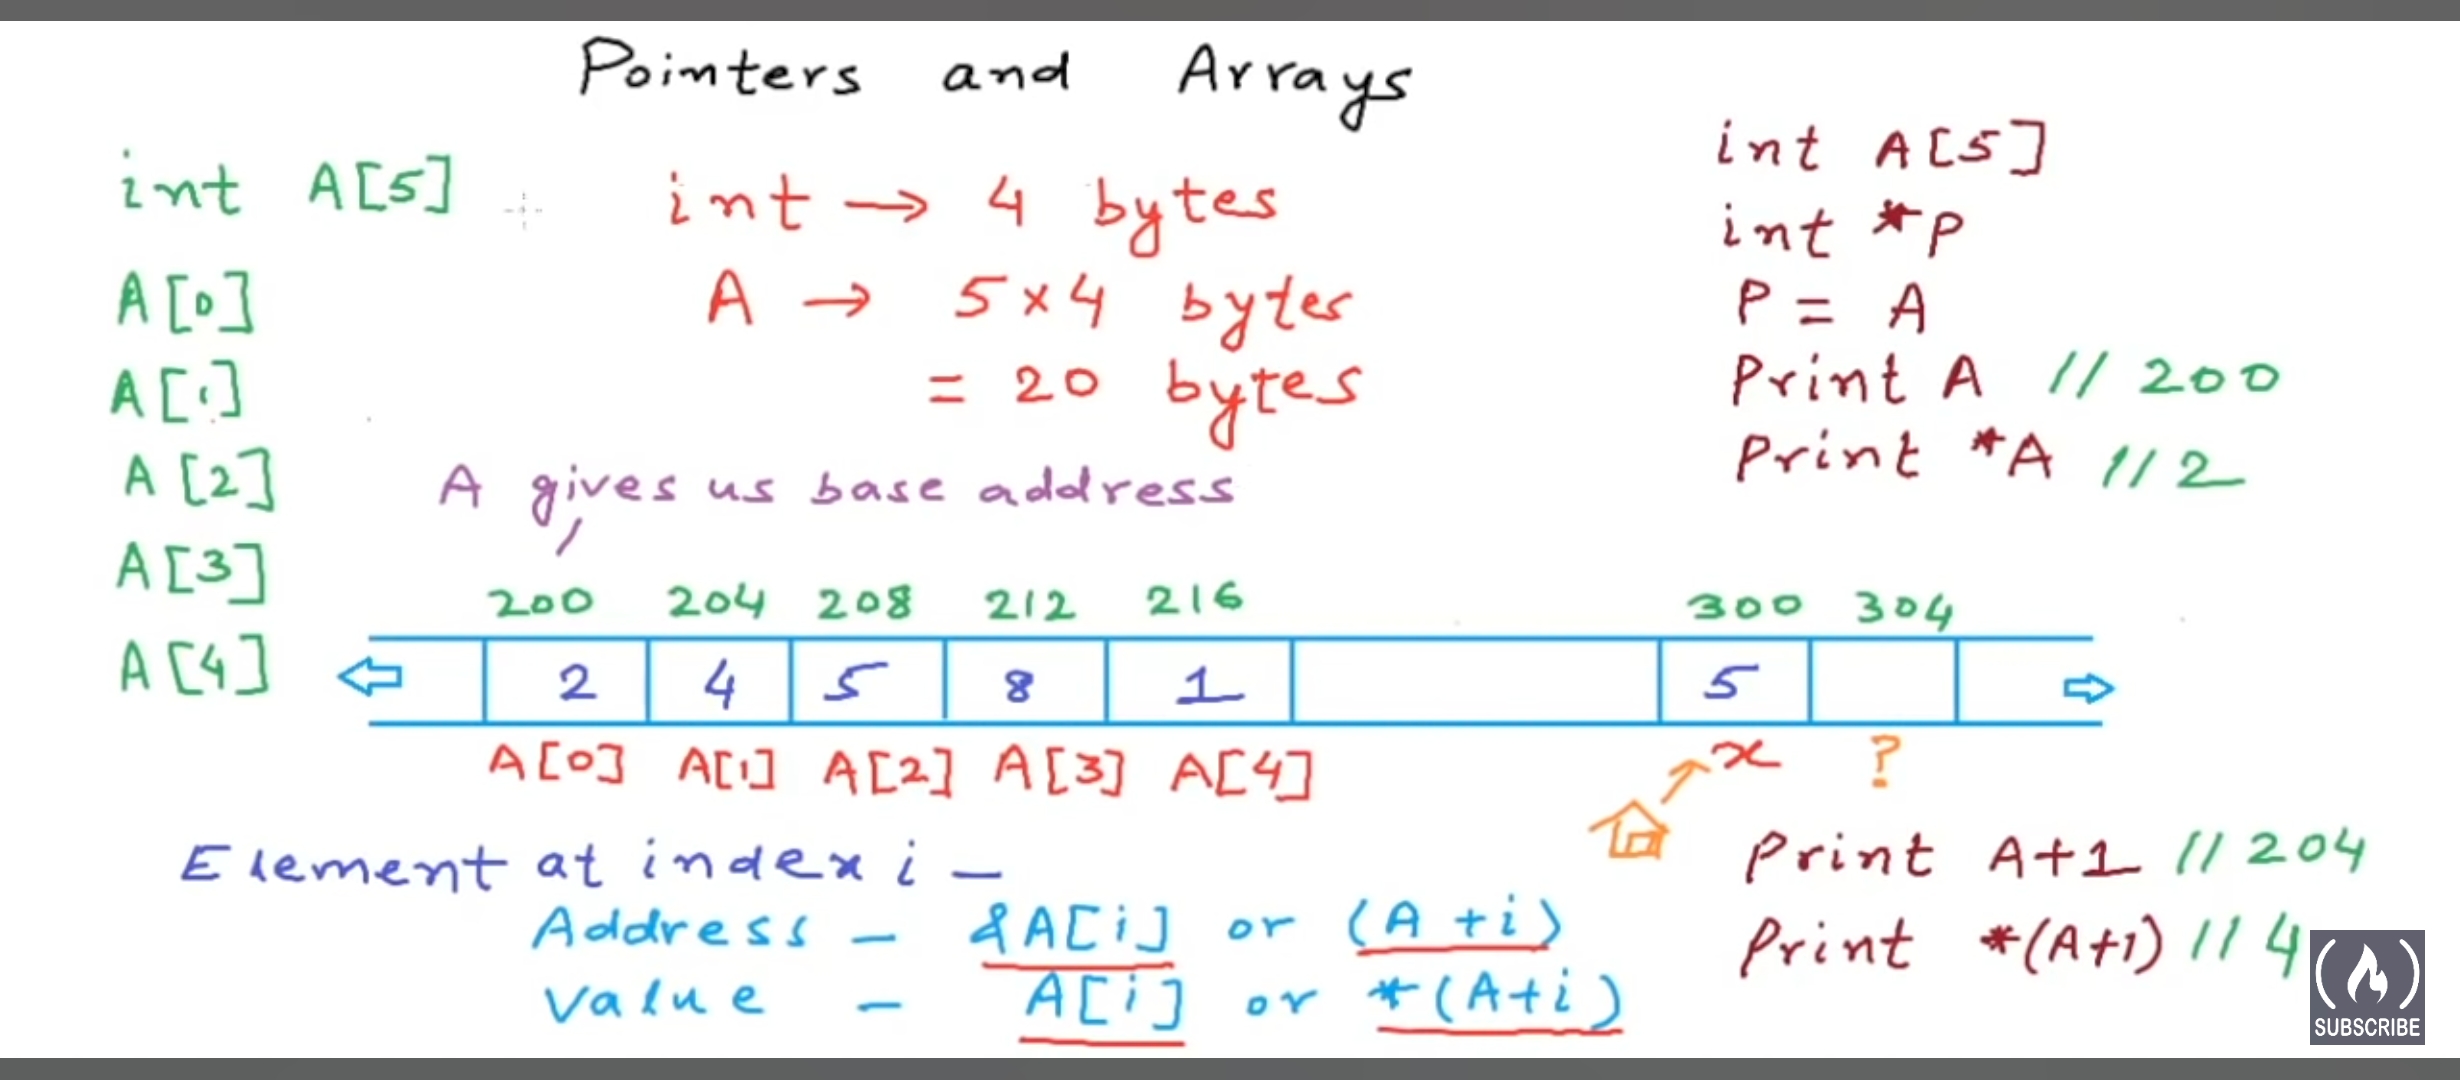 Pointers and Arrays
int A[5]
A[0]
A[1]
A[2]
A[3]
A[4]
int → 4 bytes
A → 5×4 bytes
= 20 bytes
A gives us base address
int A[5]
int *p
P = A
Print A // 200
Print *A // 2
200 204 208 212 216 300 304
2 4 5 8 1 5
A[0] A[1] A[2] A[3] A[4] x ?
Element at index i –
Address – &A[i] or (A+i)
Value – A[i] or *(A+i)
Print A+1 // 204
Print *(A+1) // 4
SUBSCRIBE